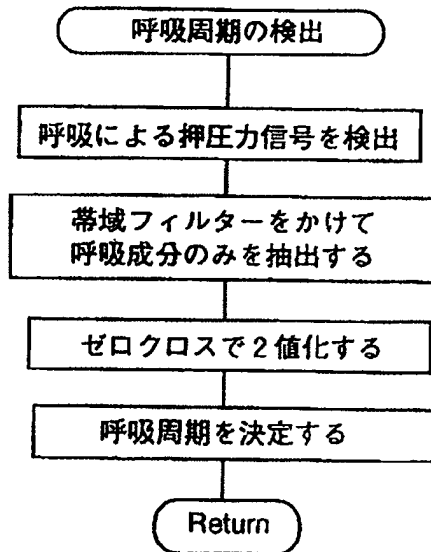 呼吸周期の検出
呼吸による押圧力信号を検出
帯域フィルターをかけて
呼吸成分のみを抽出する
ゼロクロスで2値化する
呼吸周期を決定する
Return